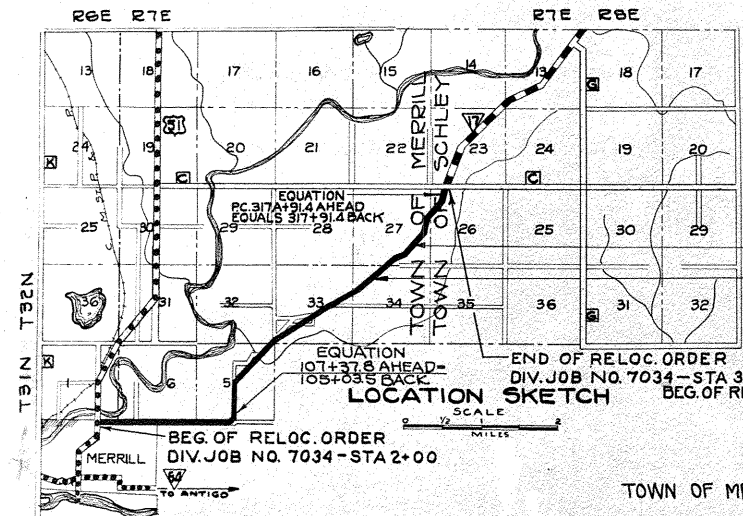 R6E R7E R7E R8E
13 18 17 16 15 14 13 18 17
G
51
17
24 19 20 21 22 23 24 19 20
K
C
C
EQUATION
P.C. 317A+91.4 AHEAD
EQUALS 317+91.4 BACK
TOWN OF MERRILL
TOWN OF SCHLEY
C. M. ST. P. & P. R.
25 30 29 28 27 26 25 30 29
T32N
36 31 32 33 34 35 36 31 32
G
T31N
K
1 6 5
EQUATION
107+37.8 AHEAD=
105+03.5 BACK
END OF RELOC. ORDER
DIV. JOB NO. 7034-STA 3
BEG. OF RE
LOCATION SKETCH
SCALE
0 1/2 1 2
MILES
BEG. OF RELOC. ORDER
DIV. JOB NO. 7034-STA 2+00
MERRILL
64
TO ANTIGO
TOWN OF ME